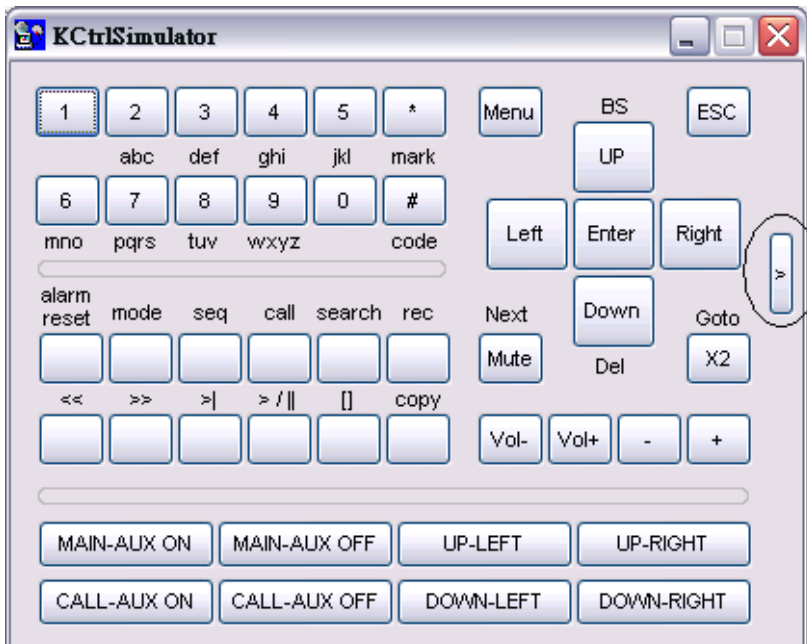 KCtrlSimulator
1 2 3 4 5 * Menu BS ESC
UP
abc def ghi jkl mark
6 7 8 9 0 # Left Enter Right
mno pqrs tuv wxyz code
>
alarm
reset mode seq call search rec Next Down Goto
Mute Del X2
<< >> >| > / || [] copy
Vol- Vol+ - +
MAIN-AUX ON MAIN-AUX OFF UP-LEFT UP-RIGHT
CALL-AUX ON CALL-AUX OFF DOWN-LEFT DOWN-RIGHT